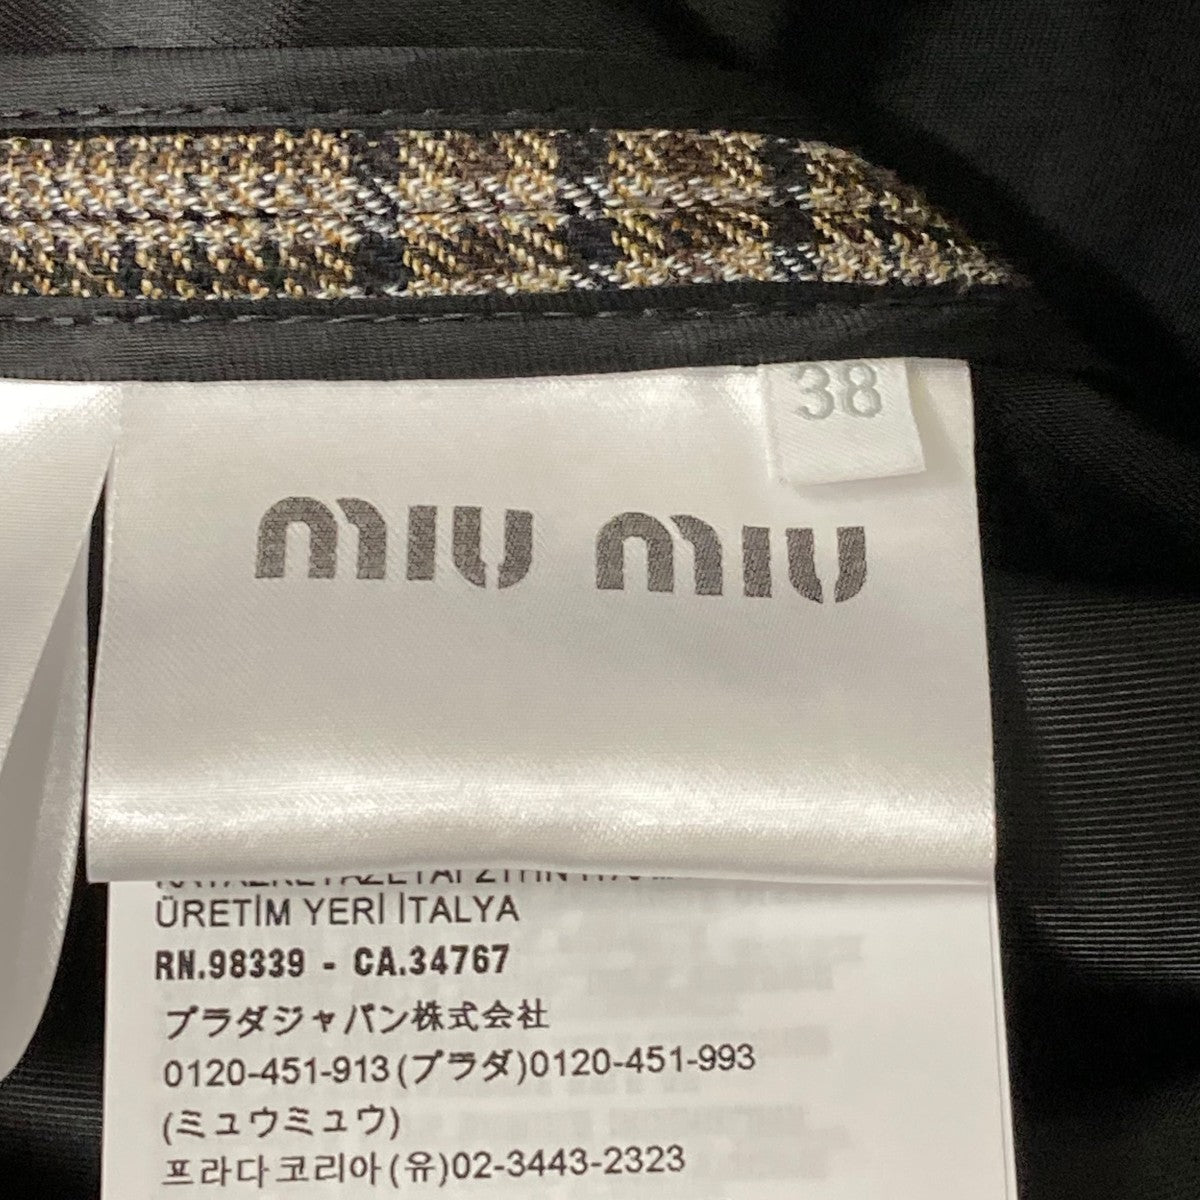 38
miu miu
ÜRETİM YERİ İTALYA
RN.98339 - CA.34767
プラダジャパン株式会社
0120-451-913(プラダ)0120-451-993
(ミュウミュウ)
프라다코리아(유)02-3443-2323